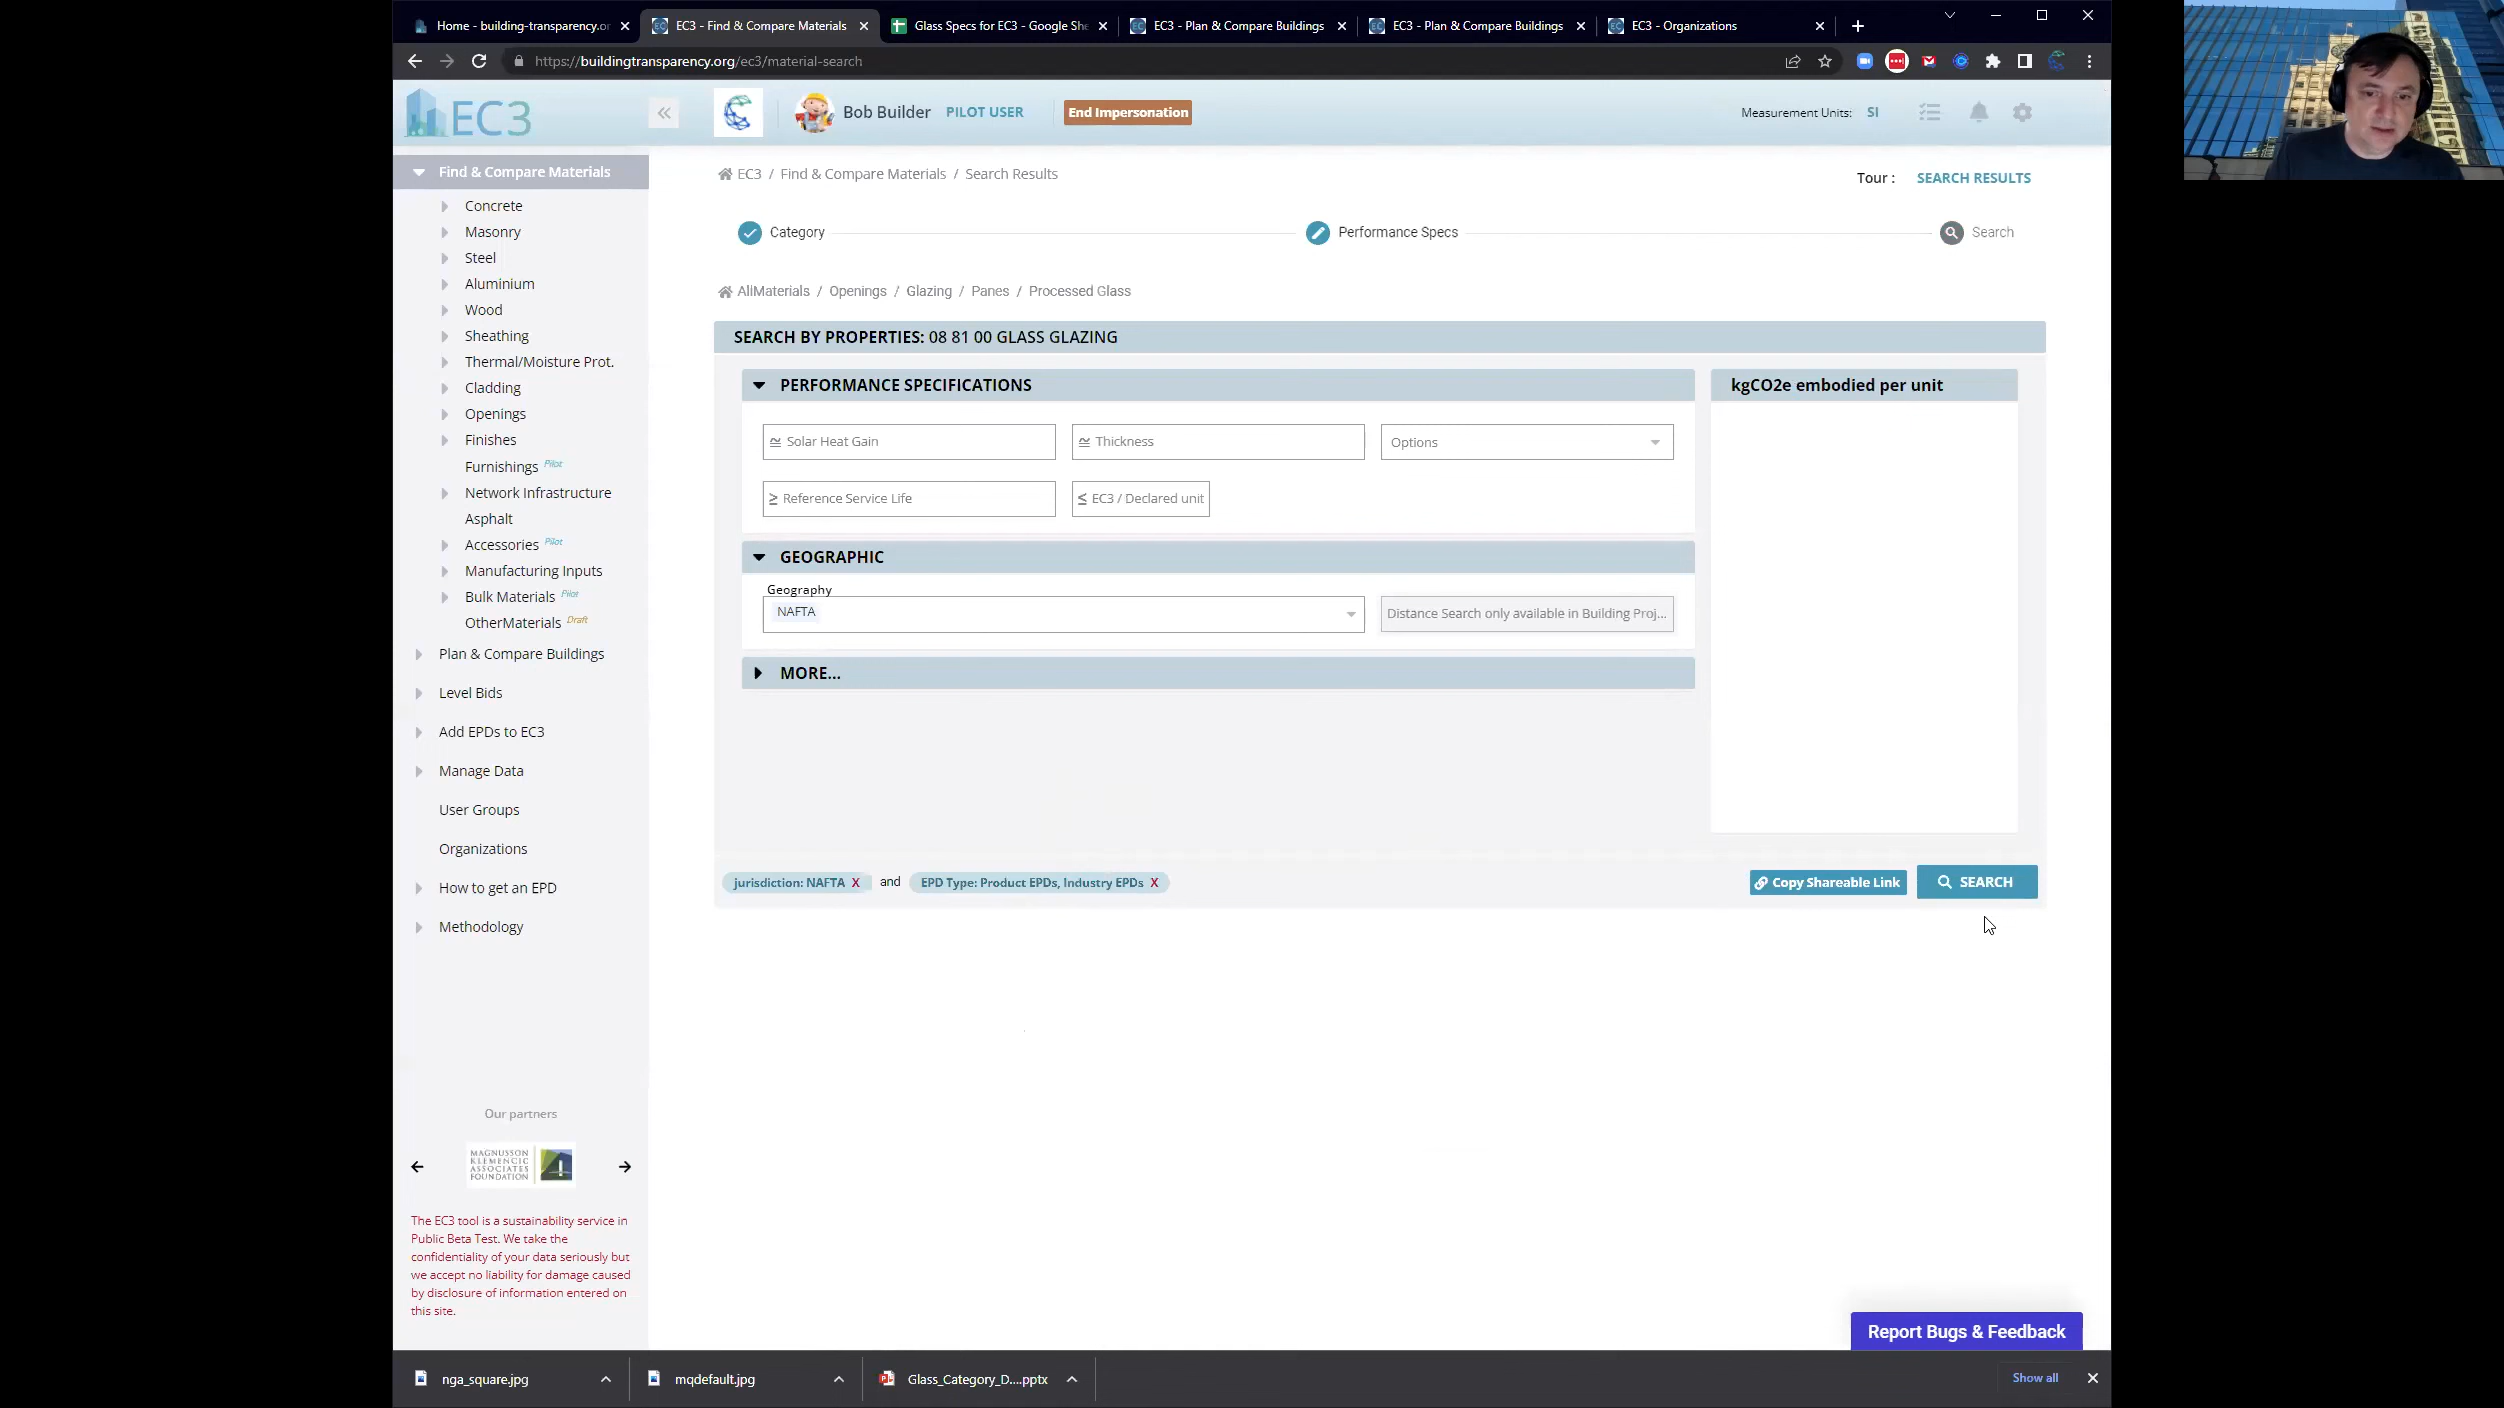 Home - building-transparency.or
EC3 - Find & Compare Materials
Glass Specs for EC3 - Google She
EC3 - Plan & Compare Buildings
EC3 - Plan & Compare Buildings
EC3 - Organizations
https://buildingtransparency.org/ec3/material-search
EC3
Bob Builder
PILOT USER
End Impersonation
Measurement Units: SI
Find & Compare Materials
Concrete
Masonry
Steel
Aluminium
Wood
Sheathing
Thermal/Moisture Prot.
Cladding
Openings
Finishes
Furnishings Pilot
Network Infrastructure
Asphalt
Accessories Pilot
Manufacturing Inputs
Bulk Materials Pilot
OtherMaterials Draft
Plan & Compare Buildings
Level Bids
Add EPDs to EC3
Manage Data
User Groups
Organizations
How to get an EPD
Methodology
Our partners
MAGNUSSON
KLEMENCIC
ASSOCIATES
FOUNDATION
The EC3 tool is a sustainability service in
Public Beta Test. We take the
confidentiality of your data seriously but
we accept no liability for damage caused
by disclosure of information entered on
this site.
EC3 / Find & Compare Materials / Search Results
Tour : SEARCH RESULTS
Category
Performance Specs
Search
AllMaterials / Openings / Glazing / Panes / Processed Glass
SEARCH BY PROPERTIES: 08 81 00 GLASS GLAZING
PERFORMANCE SPECIFICATIONS
≅ Solar Heat Gain
≅ Thickness
Options
≥ Reference Service Life
≤ EC3 / Declared unit
GEOGRAPHIC
Geography
NAFTA
Distance Search only available in Building Proj...
MORE...
kgCO2e embodied per unit
jurisdiction: NAFTA X and EPD Type: Product EPDs, Industry EPDs X
Copy Shareable Link
SEARCH
Report Bugs & Feedback
nga_square.jpg
mqdefault.jpg
Glass_Category_D....pptx
Show all